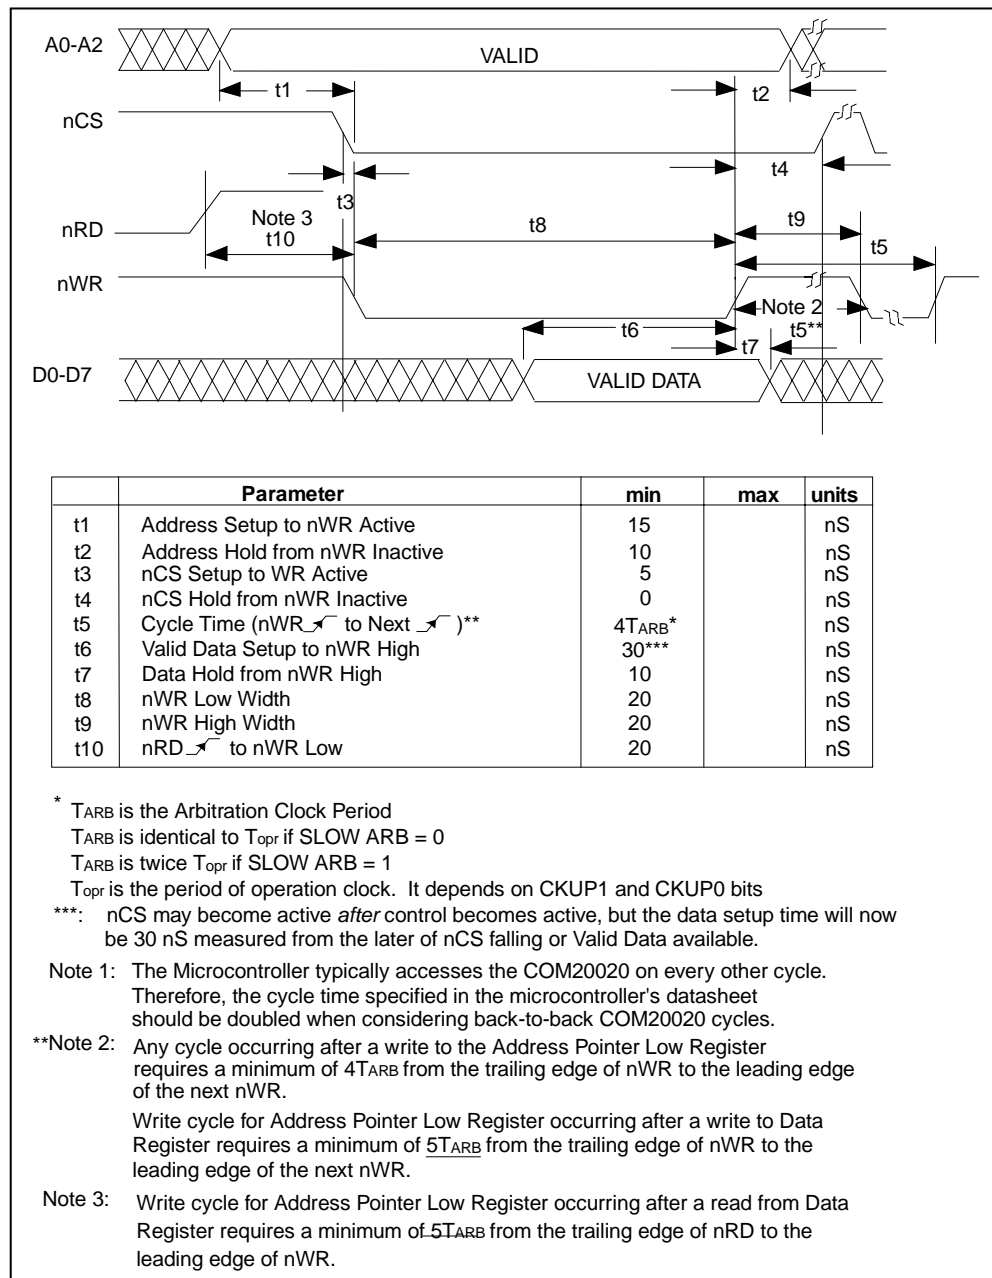 A0-A2
VALID
t1
t2
nCS
t4
t3
nRD
Note 3
t10
t8
t9
t5
nWR
Note 2
t6
t5**
t7
D0-D7
VALID DATA
Parameter min max units
t1 Address Setup to nWR Active 15 nS
t2 Address Hold from nWR Inactive 10 nS
t3 nCS Setup to WR Active 5 nS
t4 nCS Hold from nWR Inactive 0 nS
t5 Cycle Time (nWR to Next )** 4TARB* nS
t6 Valid Data Setup to nWR High 30*** nS
t7 Data Hold from nWR High 10 nS
t8 nWR Low Width 20 nS
t9 nWR High Width 20 nS
t10 nRD to nWR Low 20 nS
* TARB is the Arbitration Clock Period
TARB is identical to Topr if SLOW ARB = 0
TARB is twice Topr if SLOW ARB = 1
Topr is the period of operation clock. It depends on CKUP1 and CKUP0 bits
***: nCS may become active after control becomes active, but the data setup time will now
be 30 nS measured from the later of nCS falling or Valid Data available.
Note 1: The Microcontroller typically accesses the COM20020 on every other cycle.
Therefore, the cycle time specified in the microcontroller's datasheet
should be doubled when considering back-to-back COM20020 cycles.
**Note 2: Any cycle occurring after a write to the Address Pointer Low Register
requires a minimum of 4TARB from the trailing edge of nWR to the leading edge
of the next nWR.
Write cycle for Address Pointer Low Register occurring after a write to Data
Register requires a minimum of 5TARB from the trailing edge of nWR to the
leading edge of the next nWR.
Note 3: Write cycle for Address Pointer Low Register occurring after a read from Data
Register requires a minimum of 5TARB from the trailing edge of nRD to the
leading edge of nWR.